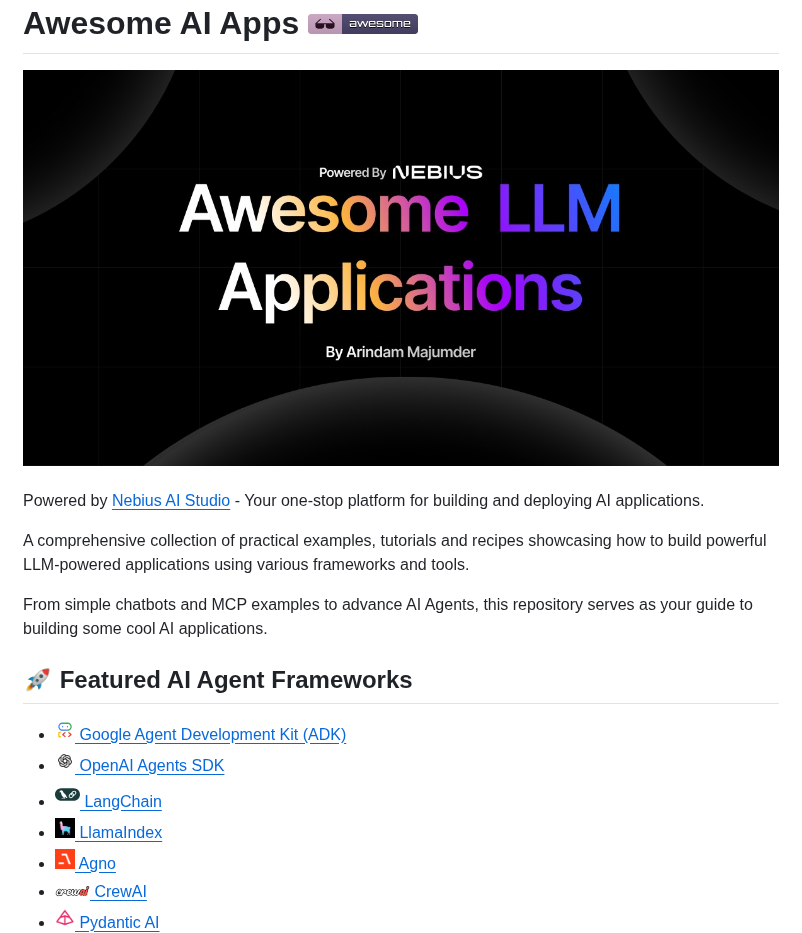 Awesome AI Apps awesome
Powered By NEBIUS
Awesome LLM
Applications
By Arindam Majumder
Powered by Nebius AI Studio - Your one-stop platform for building and deploying AI applications.
A comprehensive collection of practical examples, tutorials and recipes showcasing how to build powerful
LLM-powered applications using various frameworks and tools.
From simple chatbots and MCP examples to advance AI Agents, this repository serves as your guide to
building some cool AI applications.
🚀 Featured AI Agent Frameworks
Google Agent Development Kit (ADK)
OpenAI Agents SDK
LangChain
LlamaIndex
Agno
crewai CrewAI
Pydantic AI